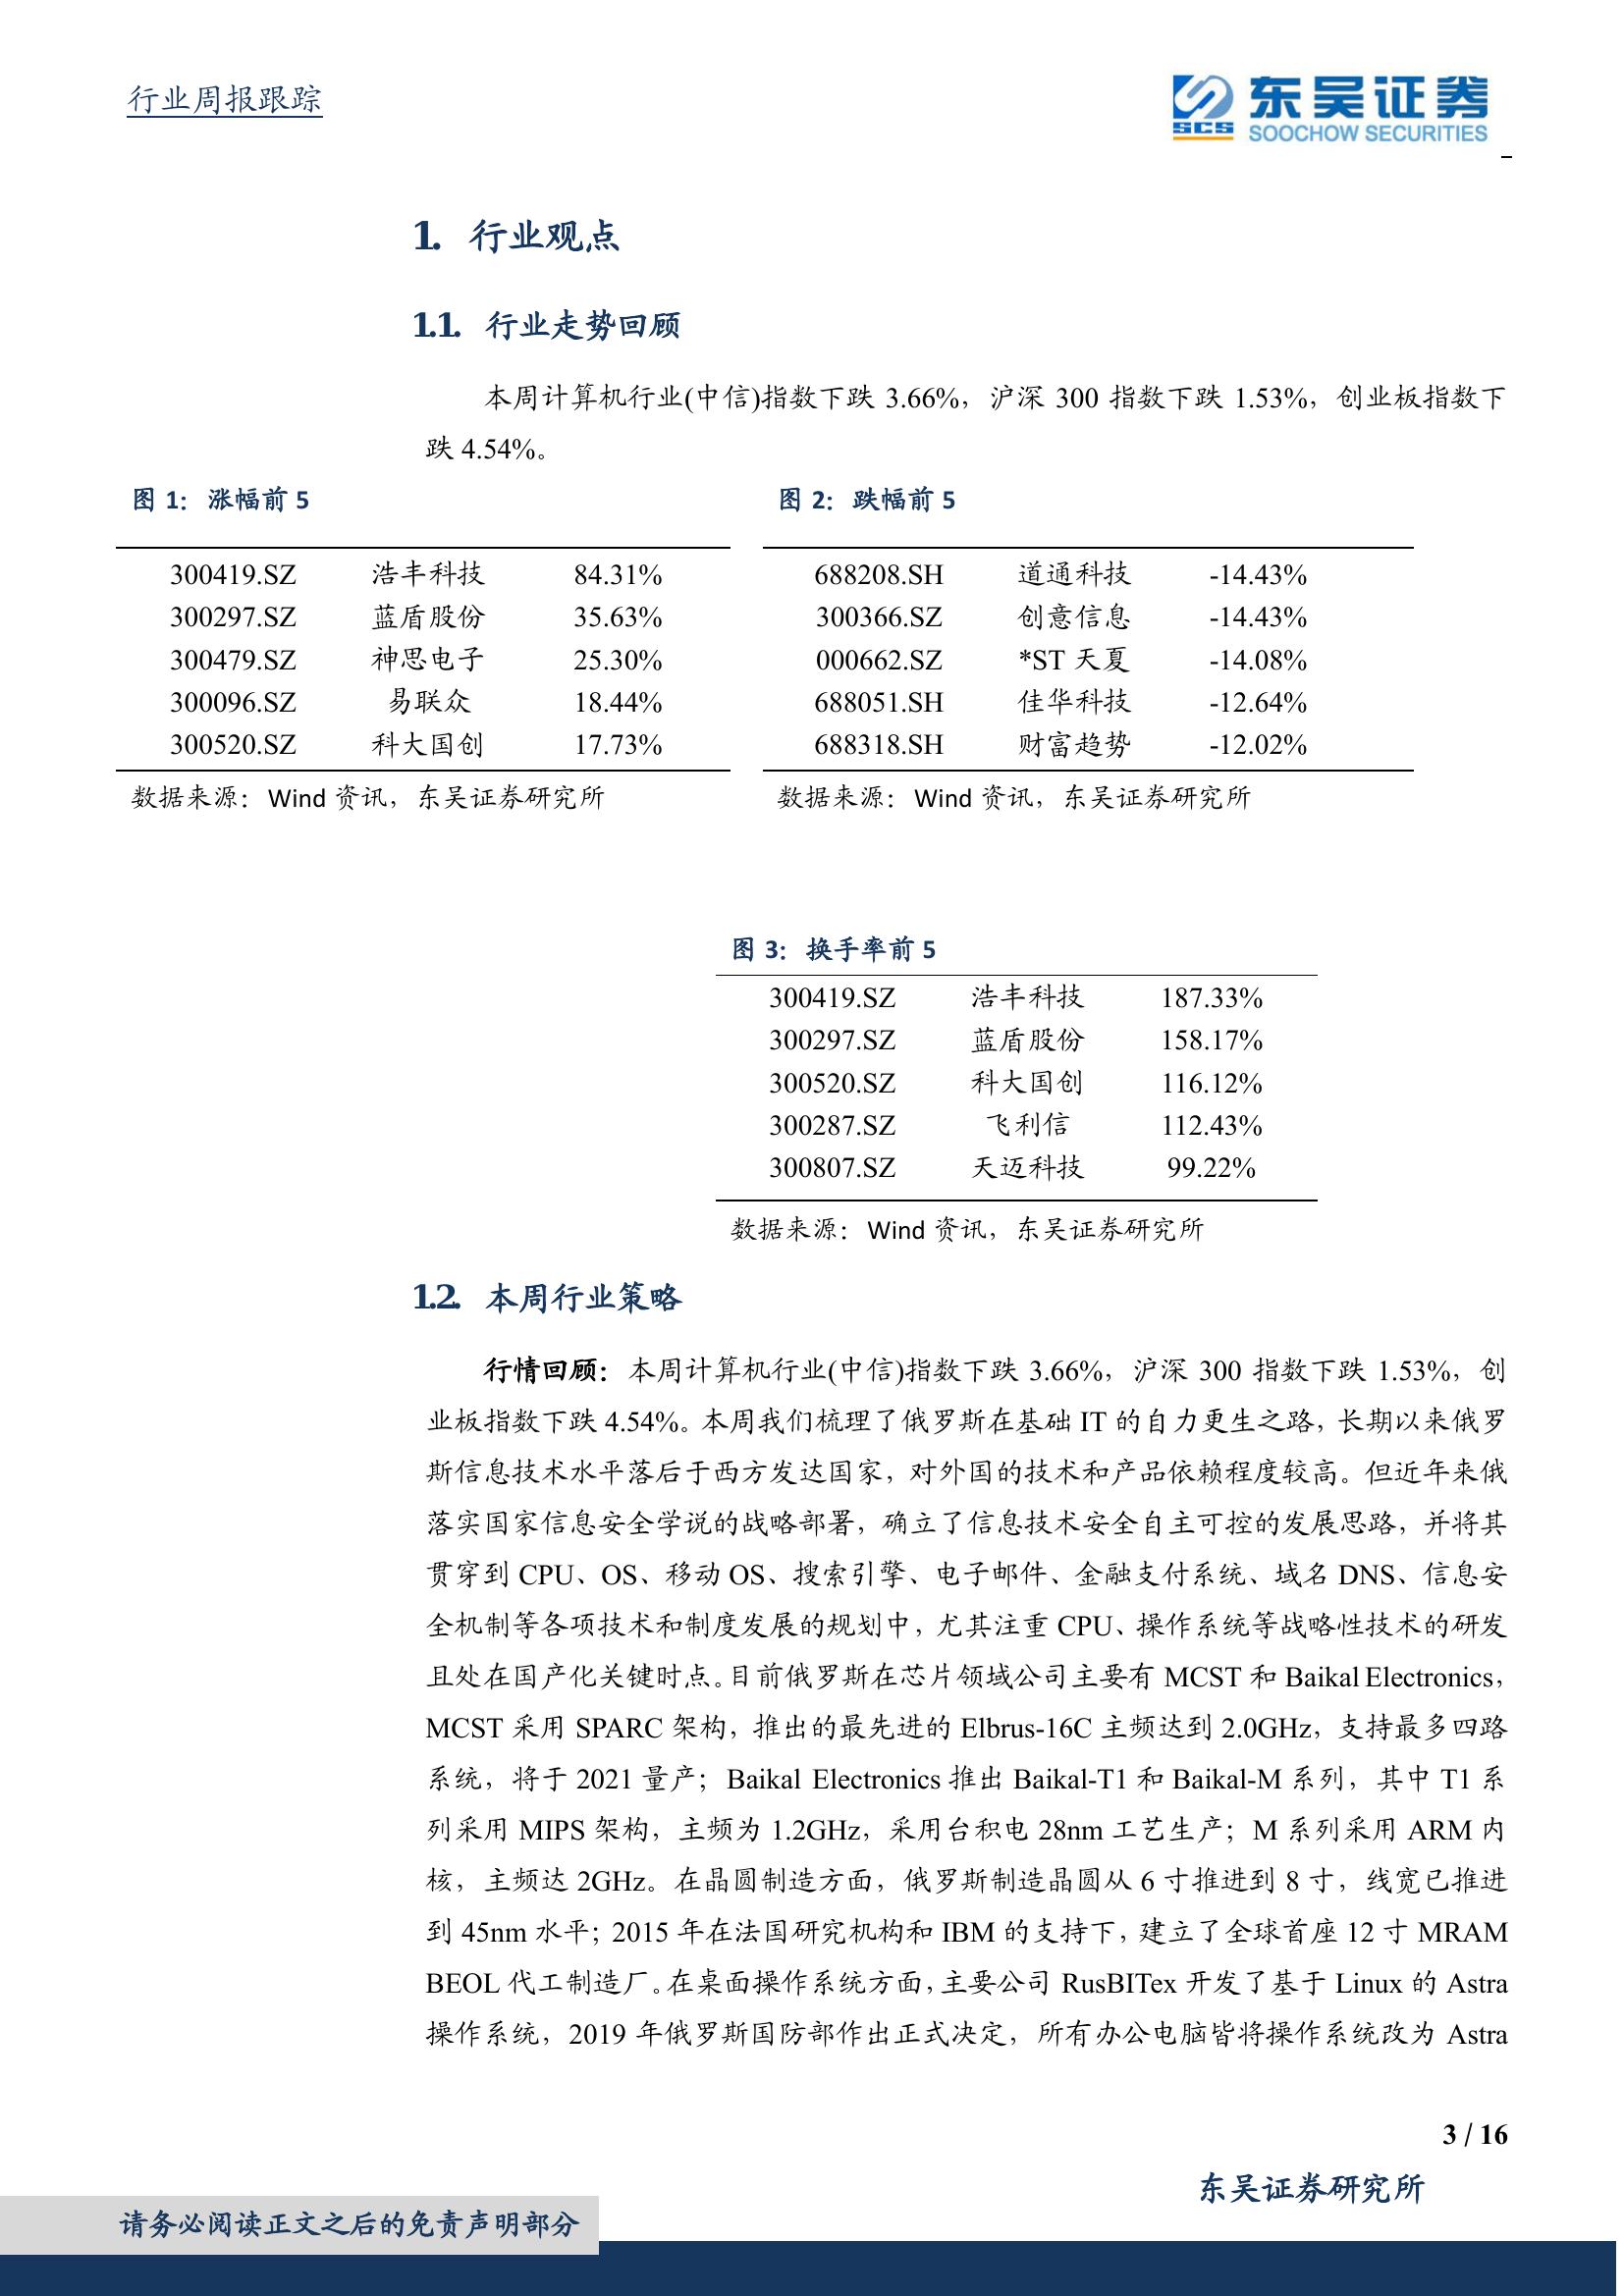 行业周报跟踪
东吴证券
SCS
SOOCHOW SECURITIES
1. 行业观点
1.1. 行业走势回顾
本周计算机行业(中信)指数下跌 3.66%，沪深 300 指数下跌 1.53%，创业板指数下
跌 4.54%。
图 1：涨幅前 5
300419.SZ 浩丰科技 84.31%
300297.SZ 蓝盾股份 35.63%
300479.SZ 神思电子 25.30%
300096.SZ 易联众 18.44%
300520.SZ 科大国创 17.73%
数据来源：Wind 资讯，东吴证券研究所
图 2：跌幅前 5
688208.SH 道通科技 -14.43%
300366.SZ 创意信息 -14.43%
000662.SZ *ST 天夏 -14.08%
688051.SH 佳华科技 -12.64%
688318.SH 财富趋势 -12.02%
数据来源：Wind 资讯，东吴证券研究所
图 3：换手率前 5
300419.SZ 浩丰科技 187.33%
300297.SZ 蓝盾股份 158.17%
300520.SZ 科大国创 116.12%
300287.SZ 飞利信 112.43%
300807.SZ 天迈科技 99.22%
数据来源：Wind 资讯，东吴证券研究所
1.2. 本周行业策略
行情回顾：本周计算机行业(中信)指数下跌 3.66%，沪深 300 指数下跌 1.53%，创
业板指数下跌 4.54%。本周我们梳理了俄罗斯在基础 IT 的自力更生之路，长期以来俄罗
斯信息技术水平落后于西方发达国家，对外国的技术和产品依赖程度较高。但近年来俄
落实国家信息安全学说的战略部署，确立了信息技术安全自主可控的发展思路，并将其
贯穿到 CPU、OS、移动 OS、搜索引擎、电子邮件、金融支付系统、域名 DNS、信息安
全机制等各项技术和制度发展的规划中，尤其注重 CPU、操作系统等战略性技术的研发
且处在国产化关键时点。目前俄罗斯在芯片领域公司主要有 MCST 和 Baikal Electronics，
MCST 采用 SPARC 架构，推出的最先进的 Elbrus-16C 主频达到 2.0GHz，支持最多四路
系统，将于 2021 量产；Baikal Electronics 推出 Baikal-T1 和 Baikal-M 系列，其中 T1 系
列采用 MIPS 架构，主频为 1.2GHz，采用台积电 28nm 工艺生产；M 系列采用 ARM 内
核，主频达 2GHz。在晶圆制造方面，俄罗斯制造晶圆从 6 寸推进到 8 寸，线宽已推进
到 45nm 水平；2015 年在法国研究机构和 IBM 的支持下，建立了全球首座 12 寸 MRAM
BEOL 代工制造厂。在桌面操作系统方面，主要公司 RusBITex 开发了基于 Linux 的 Astra
操作系统，2019 年俄罗斯国防部作出正式决定，所有办公电脑皆将操作系统改为 Astra
3 / 16
东吴证券研究所
请务必阅读正文之后的免责声明部分